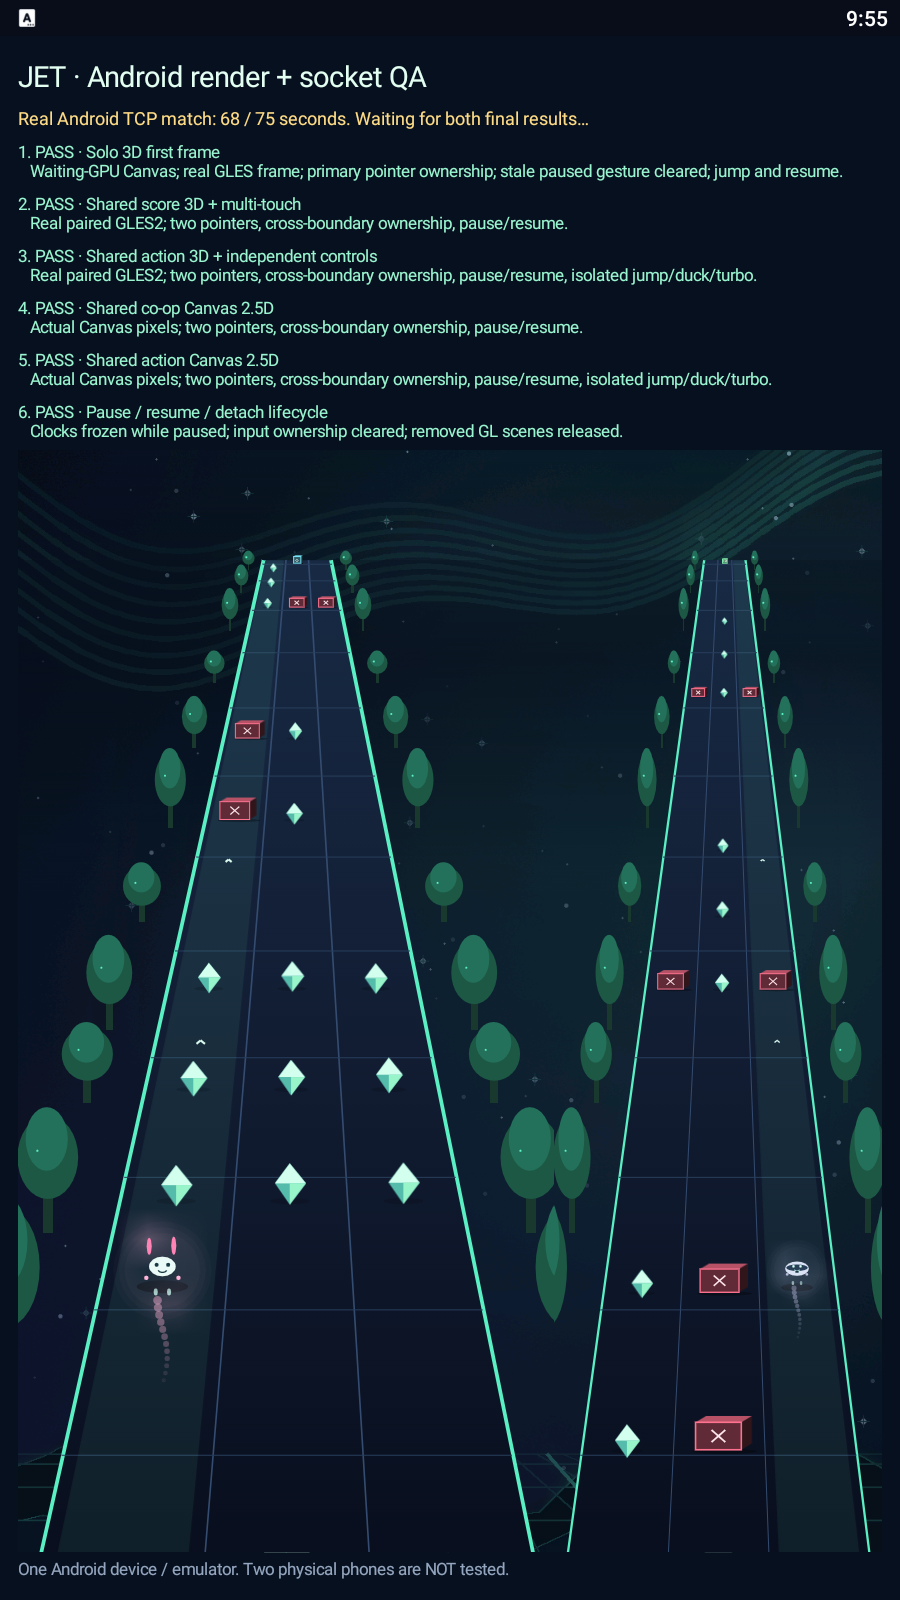 A
9:55
JET · Android render + socket QA
Real Android TCP match: 68 / 75 seconds. Waiting for both final results…
1. PASS · Solo 3D first frame
Waiting-GPU Canvas; real GLES frame; primary pointer ownership; stale paused gesture cleared; jump and resume.
2. PASS · Shared score 3D + multi-touch
Real paired GLES2; two pointers, cross-boundary ownership, pause/resume.
3. PASS · Shared action 3D + independent controls
Real paired GLES2; two pointers, cross-boundary ownership, pause/resume, isolated jump/duck/turbo.
4. PASS · Shared co-op Canvas 2.5D
Actual Canvas pixels; two pointers, cross-boundary ownership, pause/resume.
5. PASS · Shared action Canvas 2.5D
Actual Canvas pixels; two pointers, cross-boundary ownership, pause/resume, isolated jump/duck/turbo.
6. PASS · Pause / resume / detach lifecycle
Clocks frozen while paused; input ownership cleared; removed GL scenes released.
One Android device / emulator. Two physical phones are NOT tested.